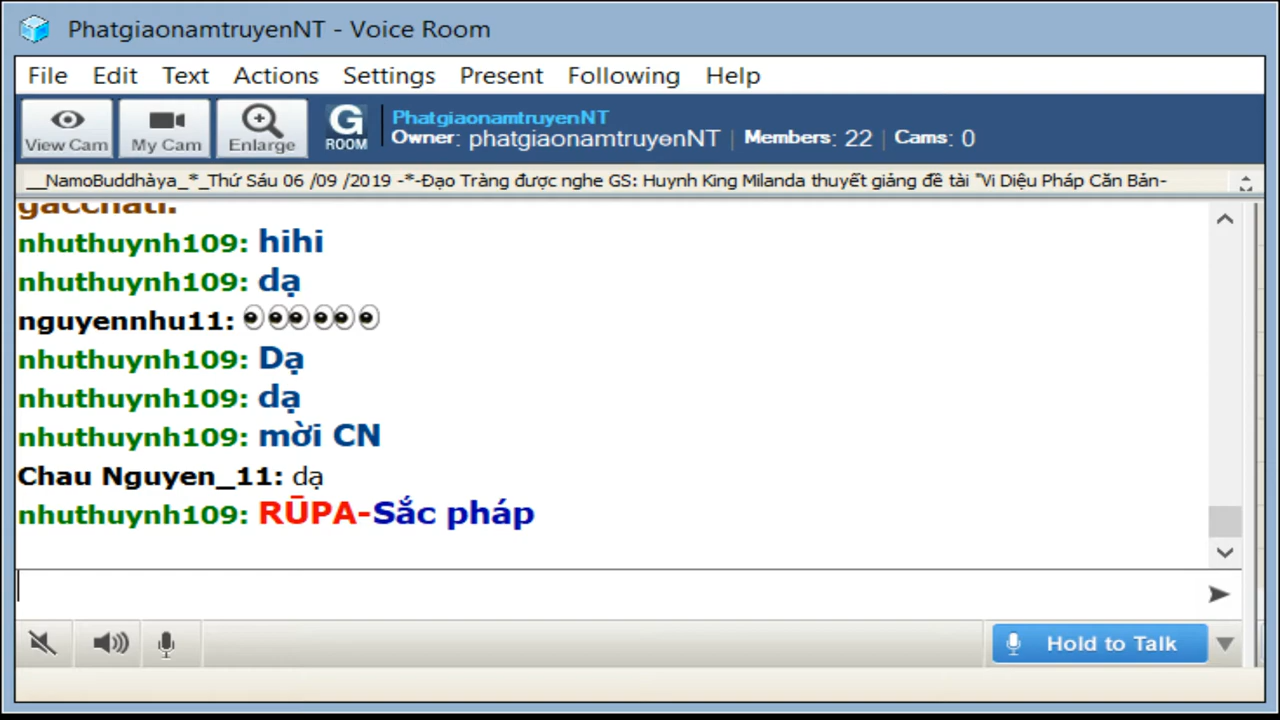 PhatgiaonamtruyenNT - Voice Room
File Edit Text Actions Settings Present Following Help
View Cam My Cam Enlarge G ROOM
PhatgiaonamtruyenNT
Owner: phatgiaonamtruyenNT | Members: 22 | Cams: 0
__NamoBuddhàya_*_Thứ Sáu 06 /09 /2019 -*-Đạo Tràng được nghe GS: Huynh King Milanda thuyết giảng đề tài "Vi Diệu Pháp Căn Bản-
gacchati.
nhuthuynh109: hihi
nhuthuynh109: dạ
nguyennhu11:
nhuthuynh109: Dạ
nhuthuynh109: dạ
nhuthuynh109: mời CN
Chau Nguyen_11: dạ
nhuthuynh109: RŪPA-Sắc pháp
Hold to Talk